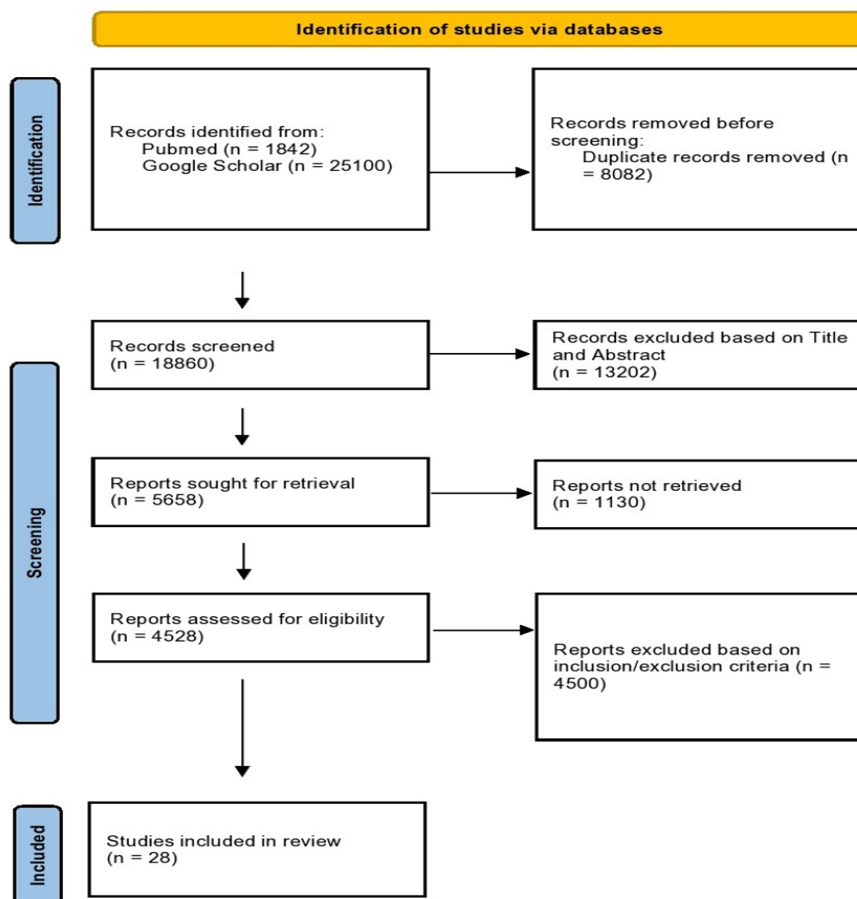 Identification of studies via databases
Identification
Records identified from:
Pubmed (n = 1842)
Google Scholar (n = 25100)
Records removed before
screening:
Duplicate records removed (n
= 8082)
Screening
Records screened
(n = 18860)
Records excluded based on Title
and Abstract
(n = 13202)
Reports sought for retrieval
(n = 5658)
Reports not retrieved
(n = 1130)
Reports assessed for eligibility
(n = 4528)
Reports excluded based on
inclusion/exclusion criteria (n =
4500)
Included
Studies included in review
(n = 28)